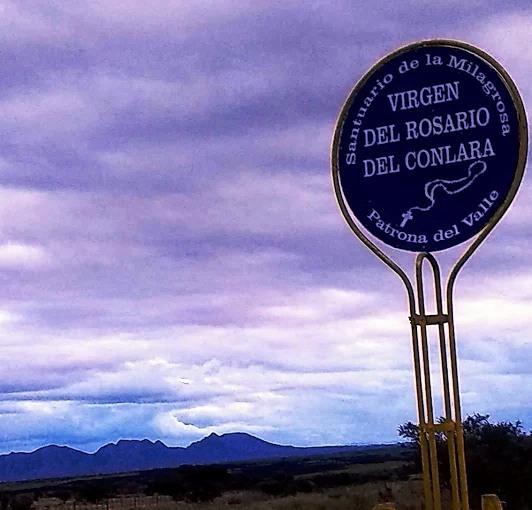 Santuario de la Milagrosa
VIRGEN
DEL ROSARIO
DEL CONLARA
Patrona del Valle